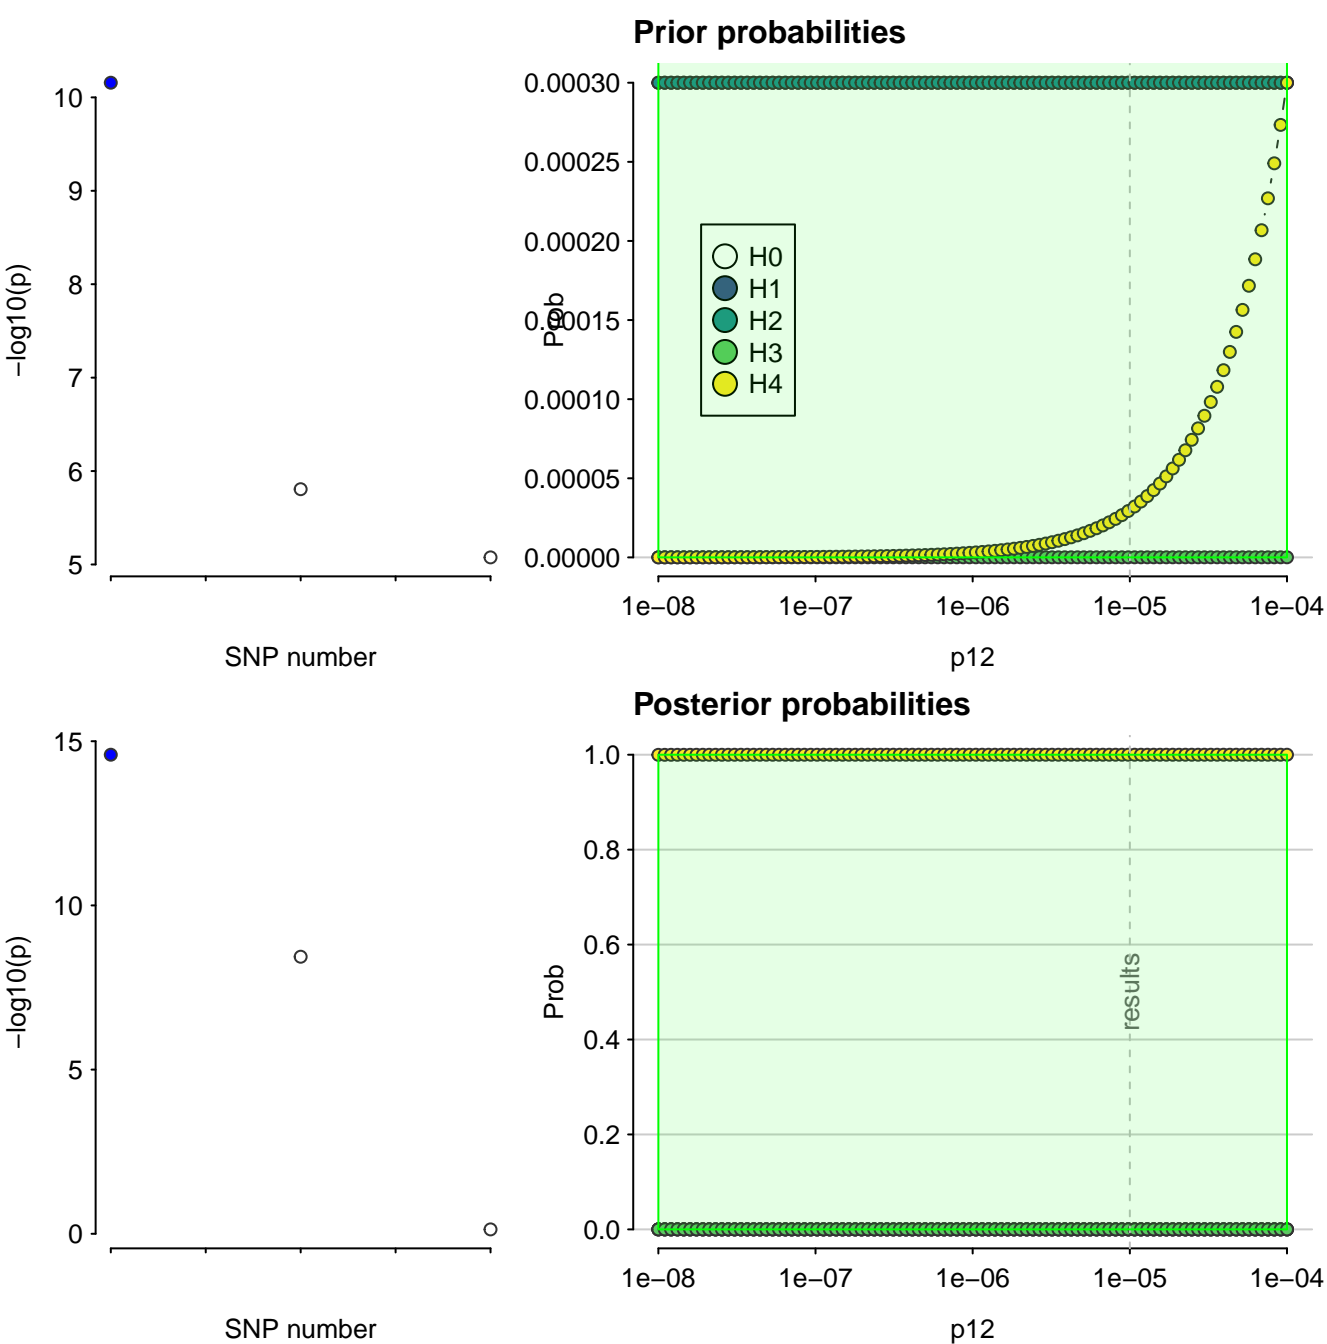 Prior probabilities
10
9
8
7
6
5
−log10(p)
SNP number
0.00030
0.00025
0.00020
0.00015
0.00010
0.00005
0.00000
Prob
H0
H1
H2
H3
H4
1e−08 1e−07 1e−06 1e−05 1e−04
p12
Posterior probabilities
15
10
5
0
−log10(p)
SNP number
1.0
0.8
0.6
0.4
0.2
0.0
Prob
results
1e−08 1e−07 1e−06 1e−05 1e−04
p12